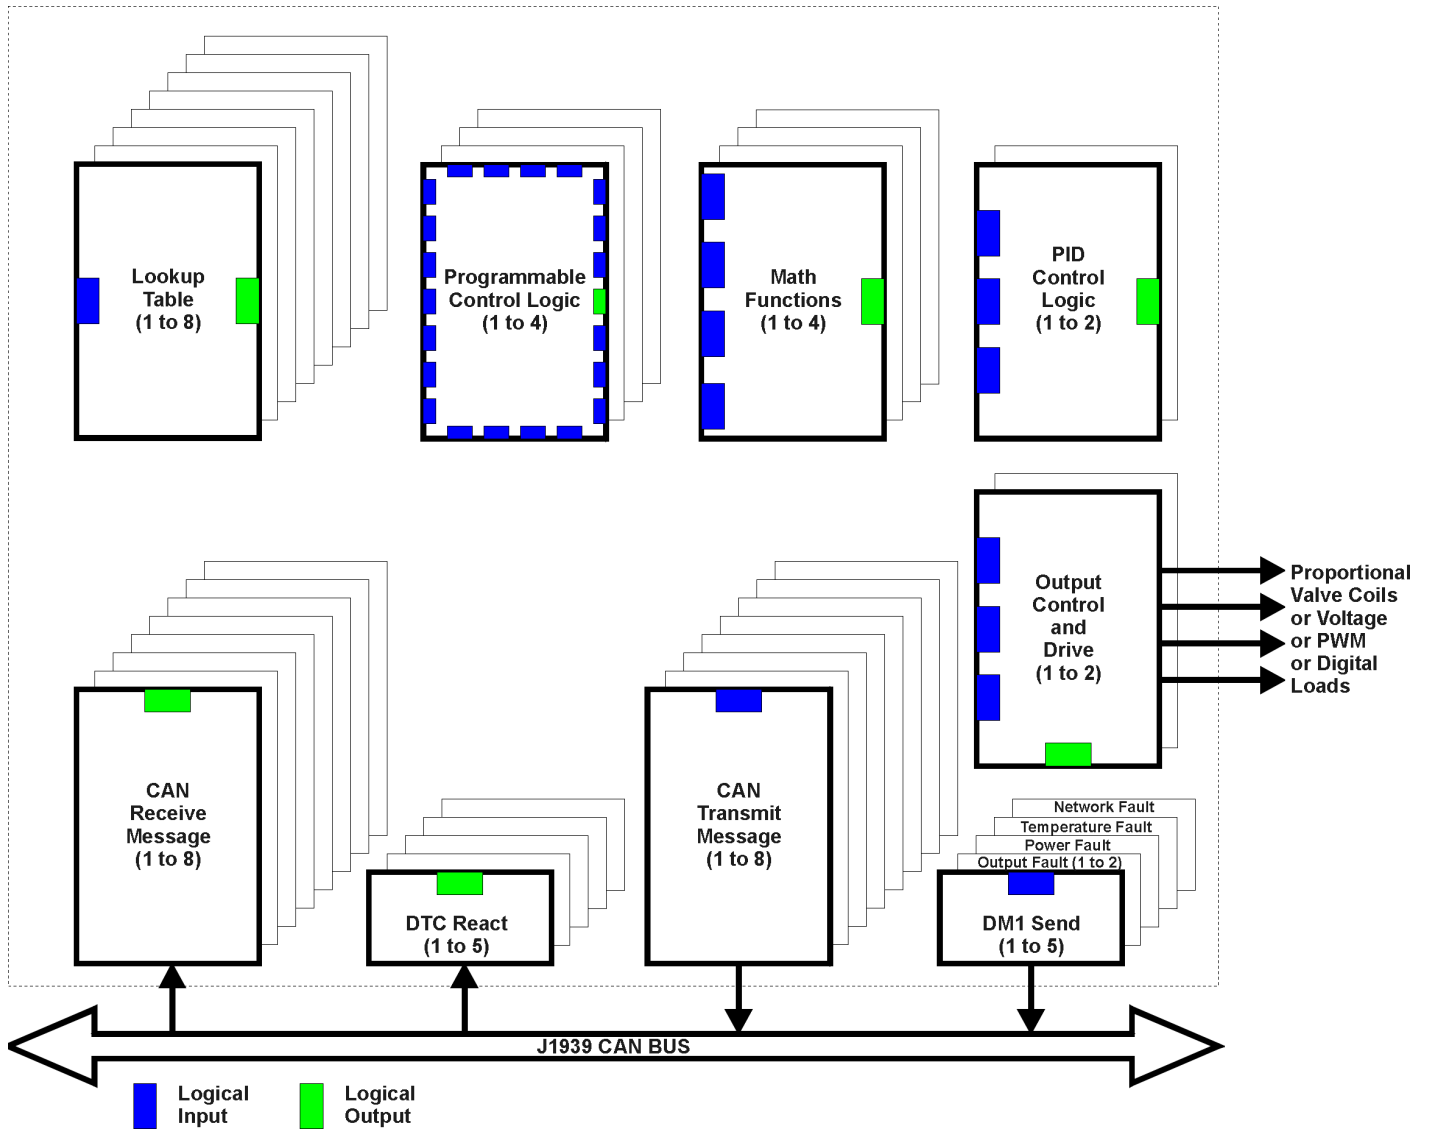 Lookup
Table
(1 to 8)
Programmable
Control Logic
(1 to 4)
Math
Functions
(1 to 4)
PID
Control
Logic
(1 to 2)
Output
Control
and
Drive
(1 to 2)
Proportional
Valve Coils
or Voltage
or PWM
or Digital
Loads
CAN
Receive
Message
(1 to 8)
DTC React
(1 to 5)
CAN
Transmit
Message
(1 to 8)
Network Fault
Temperature Fault
Power Fault
Output Fault (1 to 2)
DM1 Send
(1 to 5)
J1939 CAN BUS
Logical
Input
Logical
Output